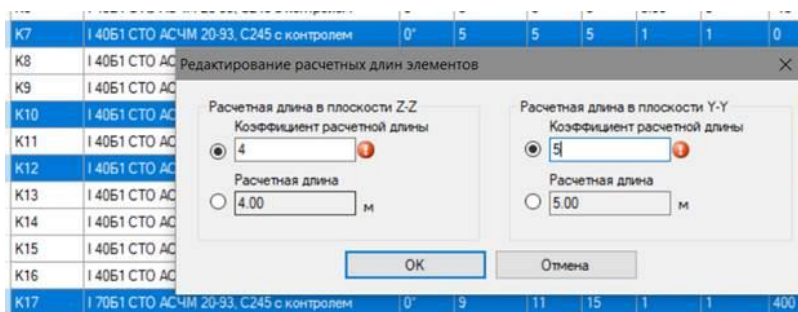 K7 I 40Б1 СТО АСЧМ 20-93, С245 с контролем 0° 5 5 5 1 1 0
K8 I 40Б1 СТО АС
K9 I 40Б1 СТО АС
K10 I 40Б1 СТО АС
K11 I 40Б1 СТО АС
K12 I 40Б1 СТО АС
K13 I 40Б1 СТО АС
K14 I 40Б1 СТО АС
K15 I 40Б1 СТО АС
K16 I 40Б1 СТО АС
K17 I 70Б1 СТО АСЧМ 20-93, С245 с контролем 0° 9 11 15 1 1 400
Редактирование расчетных длин элементов
Расчетная длина в плоскости Z-Z
Коэффициент расчетной длины
4
Расчетная длина
4.00 м
Расчетная длина в плоскости Y-Y
Коэффициент расчетной длины
5
Расчетная длина
5.00 м
OK Отмена